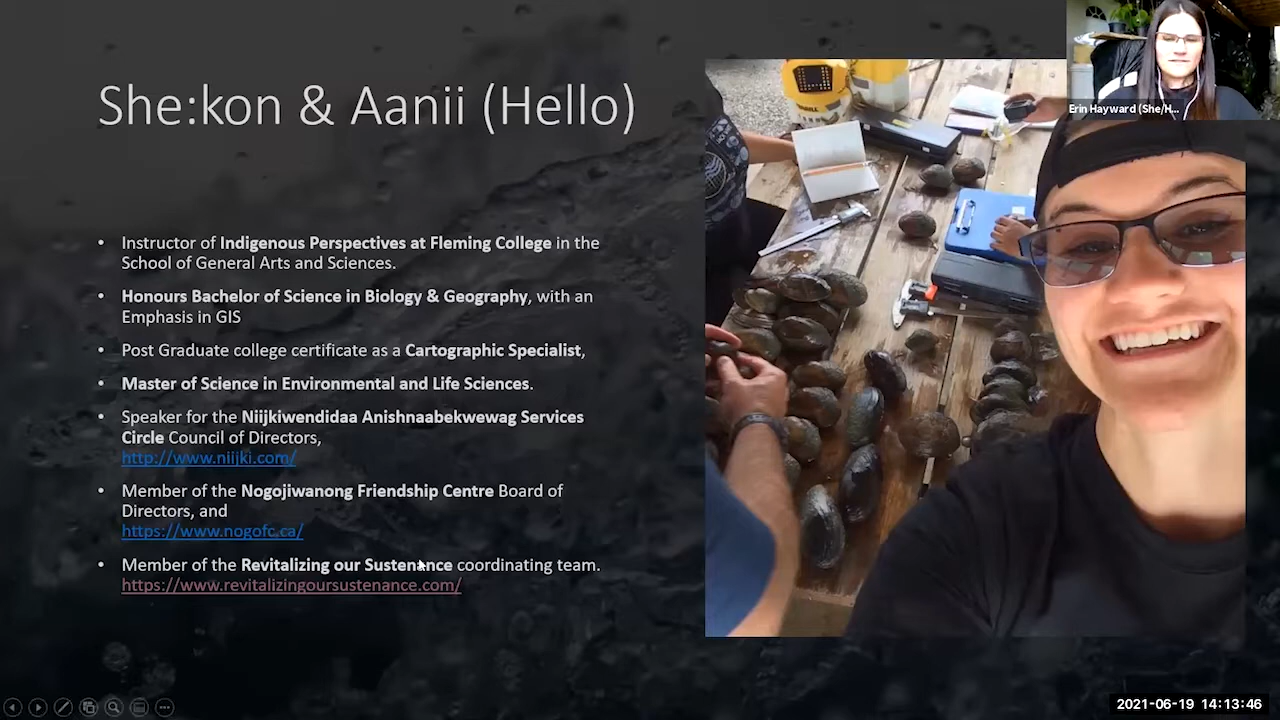 She:kon & Aanii (Hello)
Erin Hayward (She/H...
• Instructor of Indigenous Perspectives at Fleming College in the
School of General Arts and Sciences.
• Honours Bachelor of Science in Biology & Geography, with an
Emphasis in GIS
• Post Graduate college certificate as a Cartographic Specialist,
• Master of Science in Environmental and Life Sciences.
• Speaker for the Niijkiwendidaa Anishnaabekwewag Services
Circle Council of Directors,
http://www.niijki.com/
• Member of the Nogojiwanong Friendship Centre Board of
Directors, and
https://www.nogofc.ca/
• Member of the Revitalizing our Sustenance coordinating team.
https://www.revitalizingoursustenance.com/
2021-06-19 14:13:46